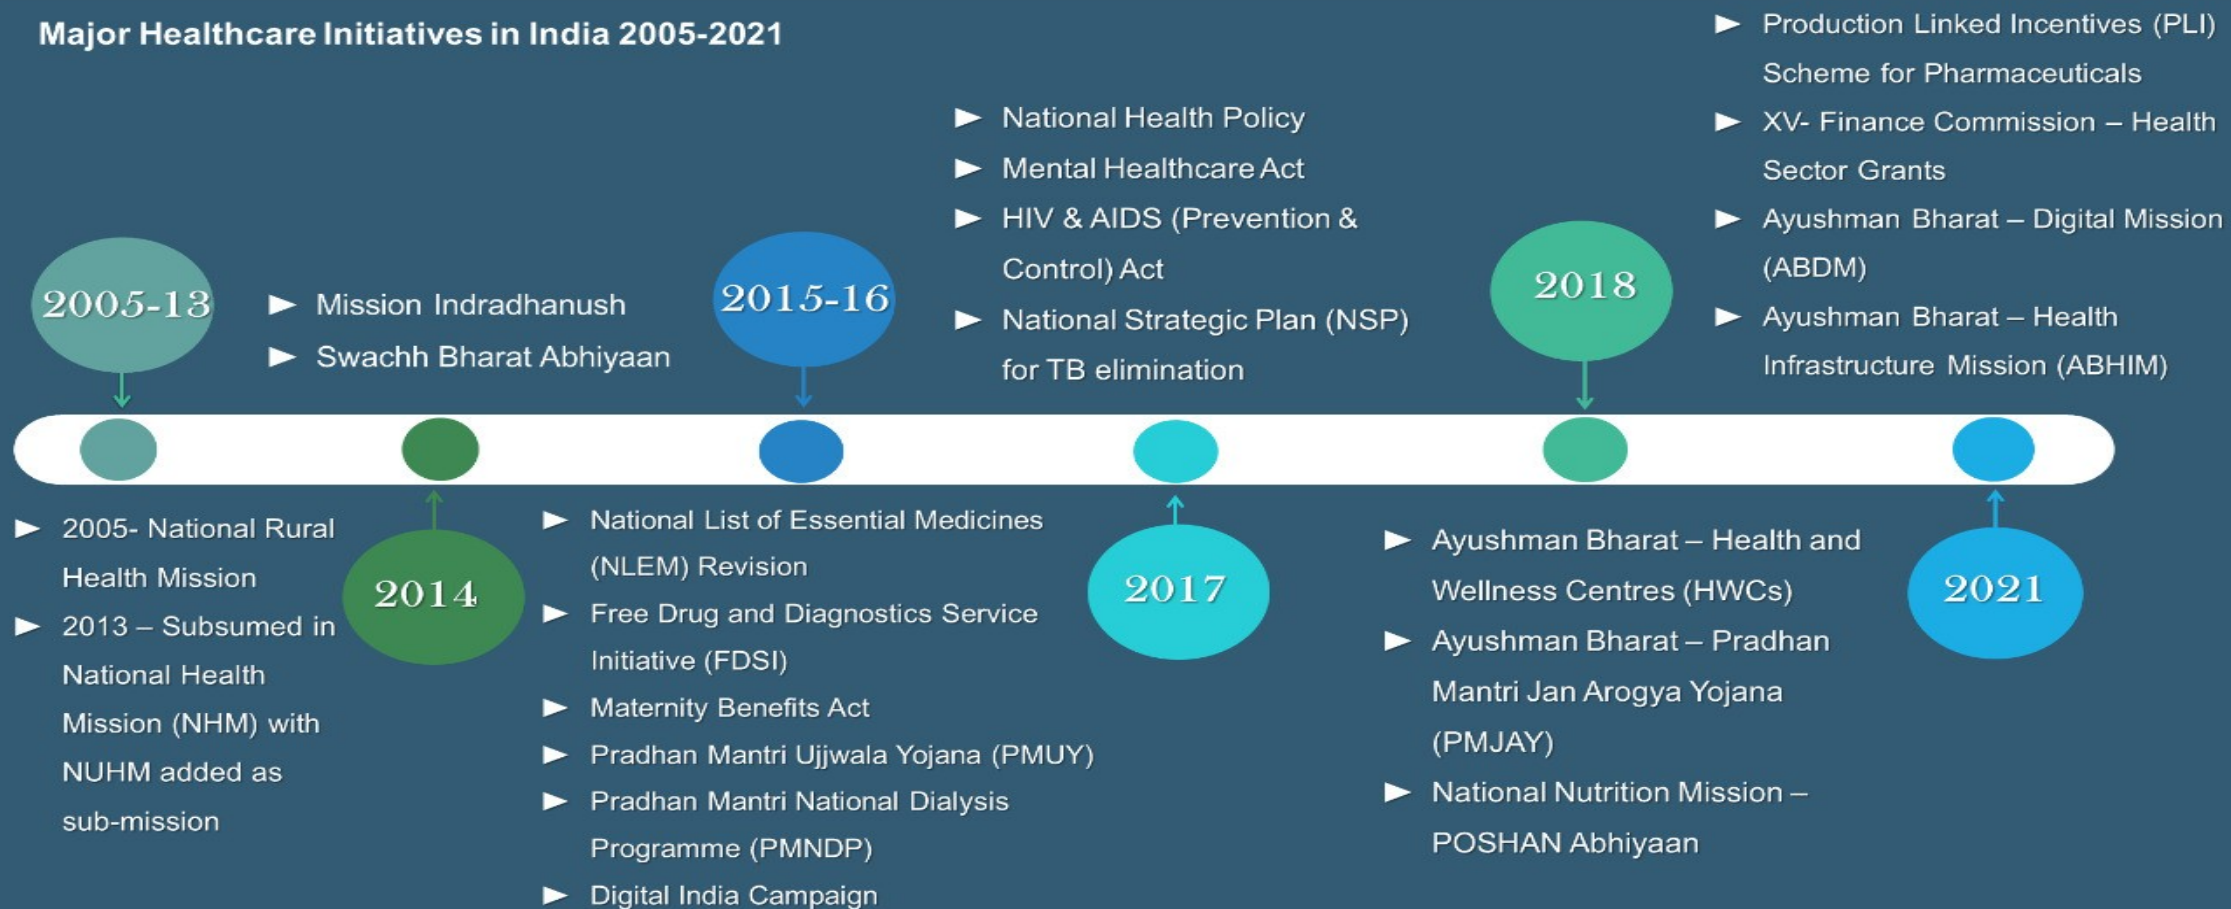 Major Healthcare Initiatives in India 2005-2021
2005-13
► 2005- National Rural
Health Mission
► 2013 – Subsumed in
National Health
Mission (NHM) with
NUHM added as
sub-mission
2014
► Mission Indradhanush
► Swachh Bharat Abhiyaan
2015-16
► National List of Essential Medicines
(NLEM) Revision
► Free Drug and Diagnostics Service
Initiative (FDSI)
► Maternity Benefits Act
► Pradhan Mantri Ujjwala Yojana (PMUY)
► Pradhan Mantri National Dialysis
Programme (PMNDP)
► Digital India Campaign
2017
► National Health Policy
► Mental Healthcare Act
► HIV & AIDS (Prevention &
Control) Act
► National Strategic Plan (NSP)
for TB elimination
2018
► Ayushman Bharat – Health and
Wellness Centres (HWCs)
► Ayushman Bharat – Pradhan
Mantri Jan Arogya Yojana
(PMJAY)
► National Nutrition Mission –
POSHAN Abhiyaan
2021
► Production Linked Incentives (PLI)
Scheme for Pharmaceuticals
► XV- Finance Commission – Health
Sector Grants
► Ayushman Bharat – Digital Mission
(ABDM)
► Ayushman Bharat – Health
Infrastructure Mission (ABHIM)